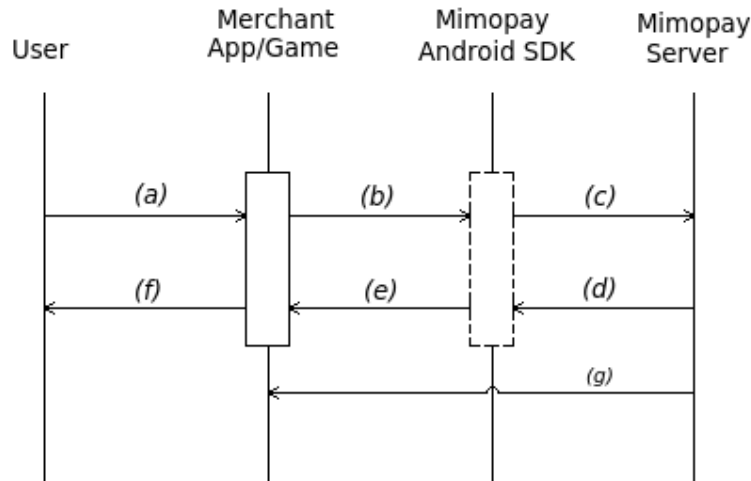 User
Merchant
App/Game
Mimopay
Android SDK
Mimopay
Server
(a)
(b)
(c)
(f)
(e)
(d)
(g)